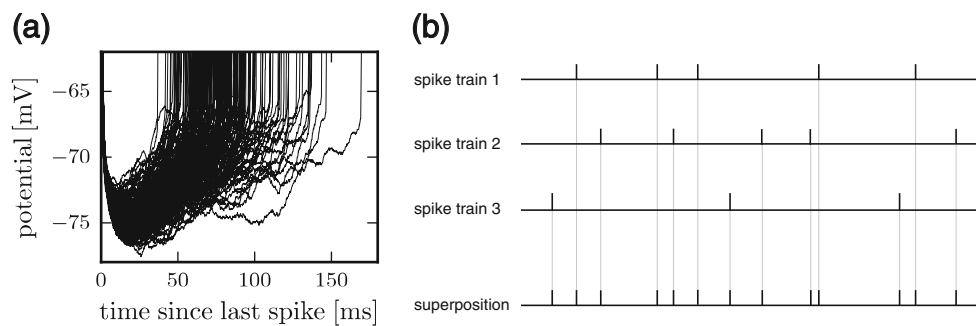 (a)
potential [mV]
−65
−70
−75
0 50 100 150
time since last spike [ms]
(b)
spike train 1
spike train 2
spike train 3
superposition